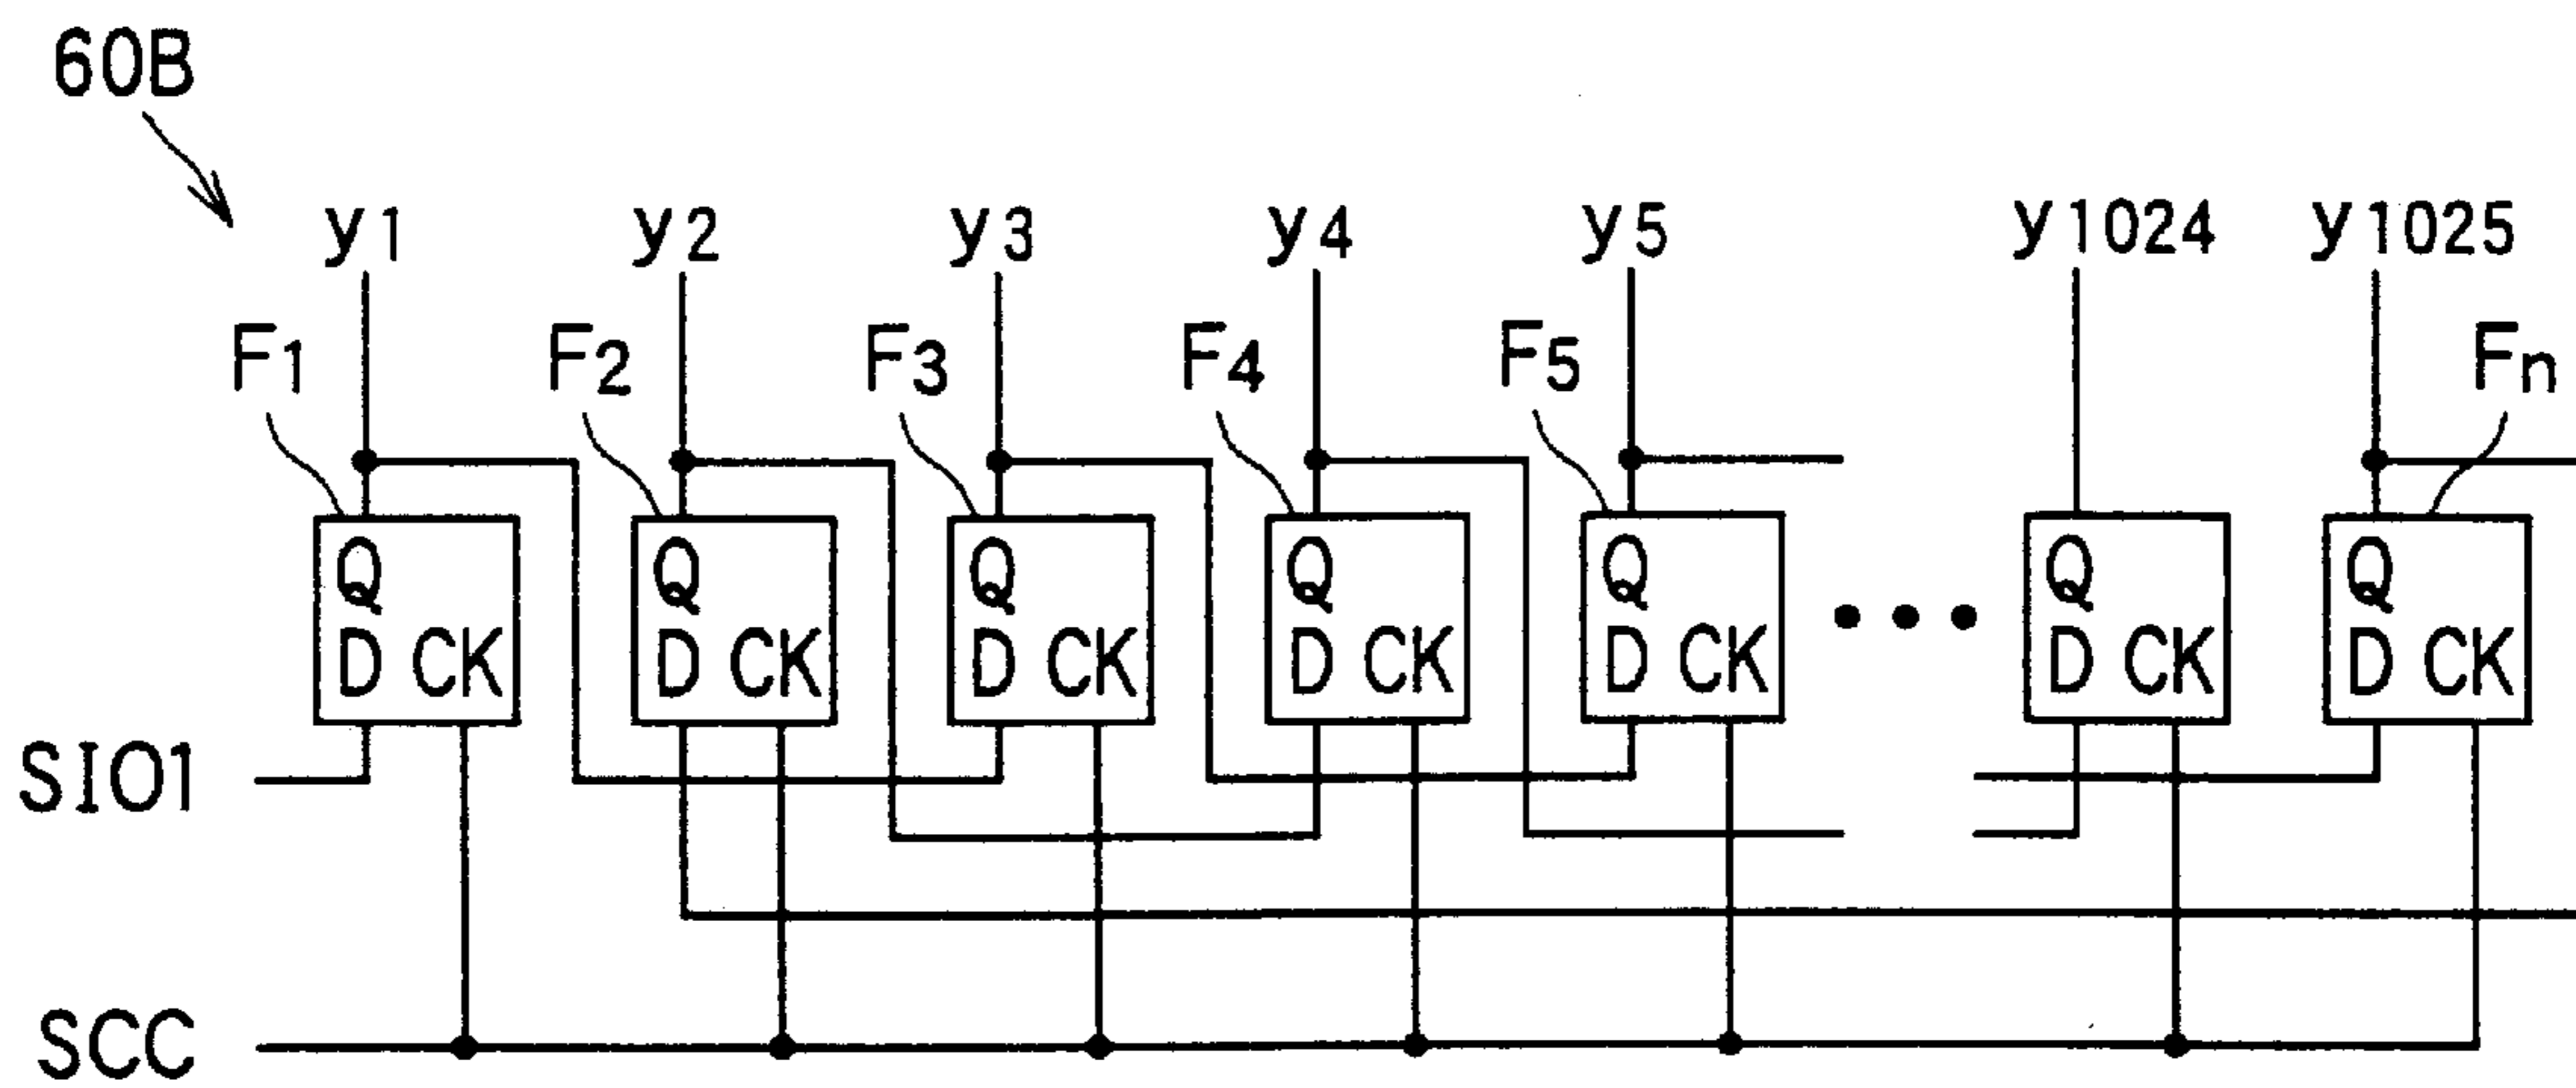 60B
y1 y2 y3 y4 y5 y1024 y1025
F1 F2 F3 F4 F5 Fn
Q Q Q Q Q Q Q
D CK D CK D CK D CK D CK D CK D CK
SIO1
SCC